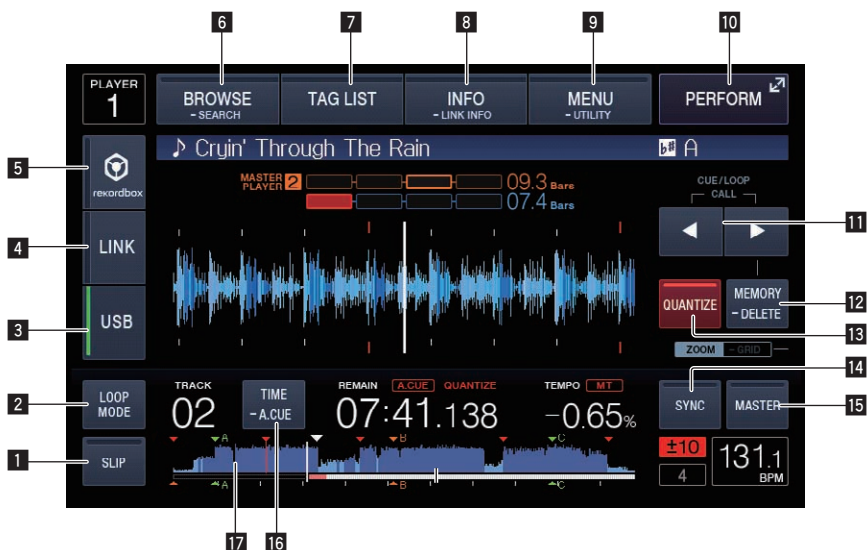 6 7 8 9 10
PLAYER
1
BROWSE
- SEARCH
TAG LIST
INFO
- LINK INFO
MENU
- UTILITY
PERFORM
5
rekordbox
♪ Cryin' Through The Rain
b# A
MASTER
PLAYER 2
09.3 Bars
07.4 Bars
CUE/LOOP
CALL
11
4
LINK
3
USB
QUANTIZE
MEMORY
- DELETE
12
13
ZOOM - GRID
14
2
LOOP
MODE
TRACK
02
TIME
- A.CUE
REMAIN A.CUE QUANTIZE
07:41.138
TEMPO MT
-0.65%
SYNC
MASTER
15
1
SLIP
A B C
A B C
±10
4
131.1
BPM
17 16